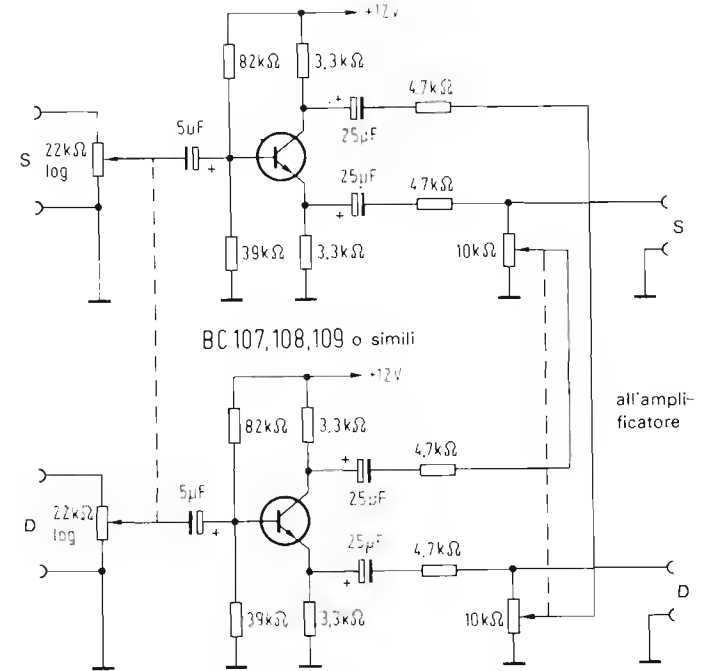 +12V
82kΩ
3,3kΩ
4.7kΩ
5uF
25μF
22kΩ
log
S
25μF
4.7kΩ
S
39kΩ
3,3kΩ
10kΩ
BC 107, 108, 109 o simili
+12V
all'ampli-
ficatore
82kΩ
3,3kΩ
4.7kΩ
5μF
25μF
22kΩ
log
D
25μF
4.7kΩ
D
39kΩ
3,3kΩ
10kΩ